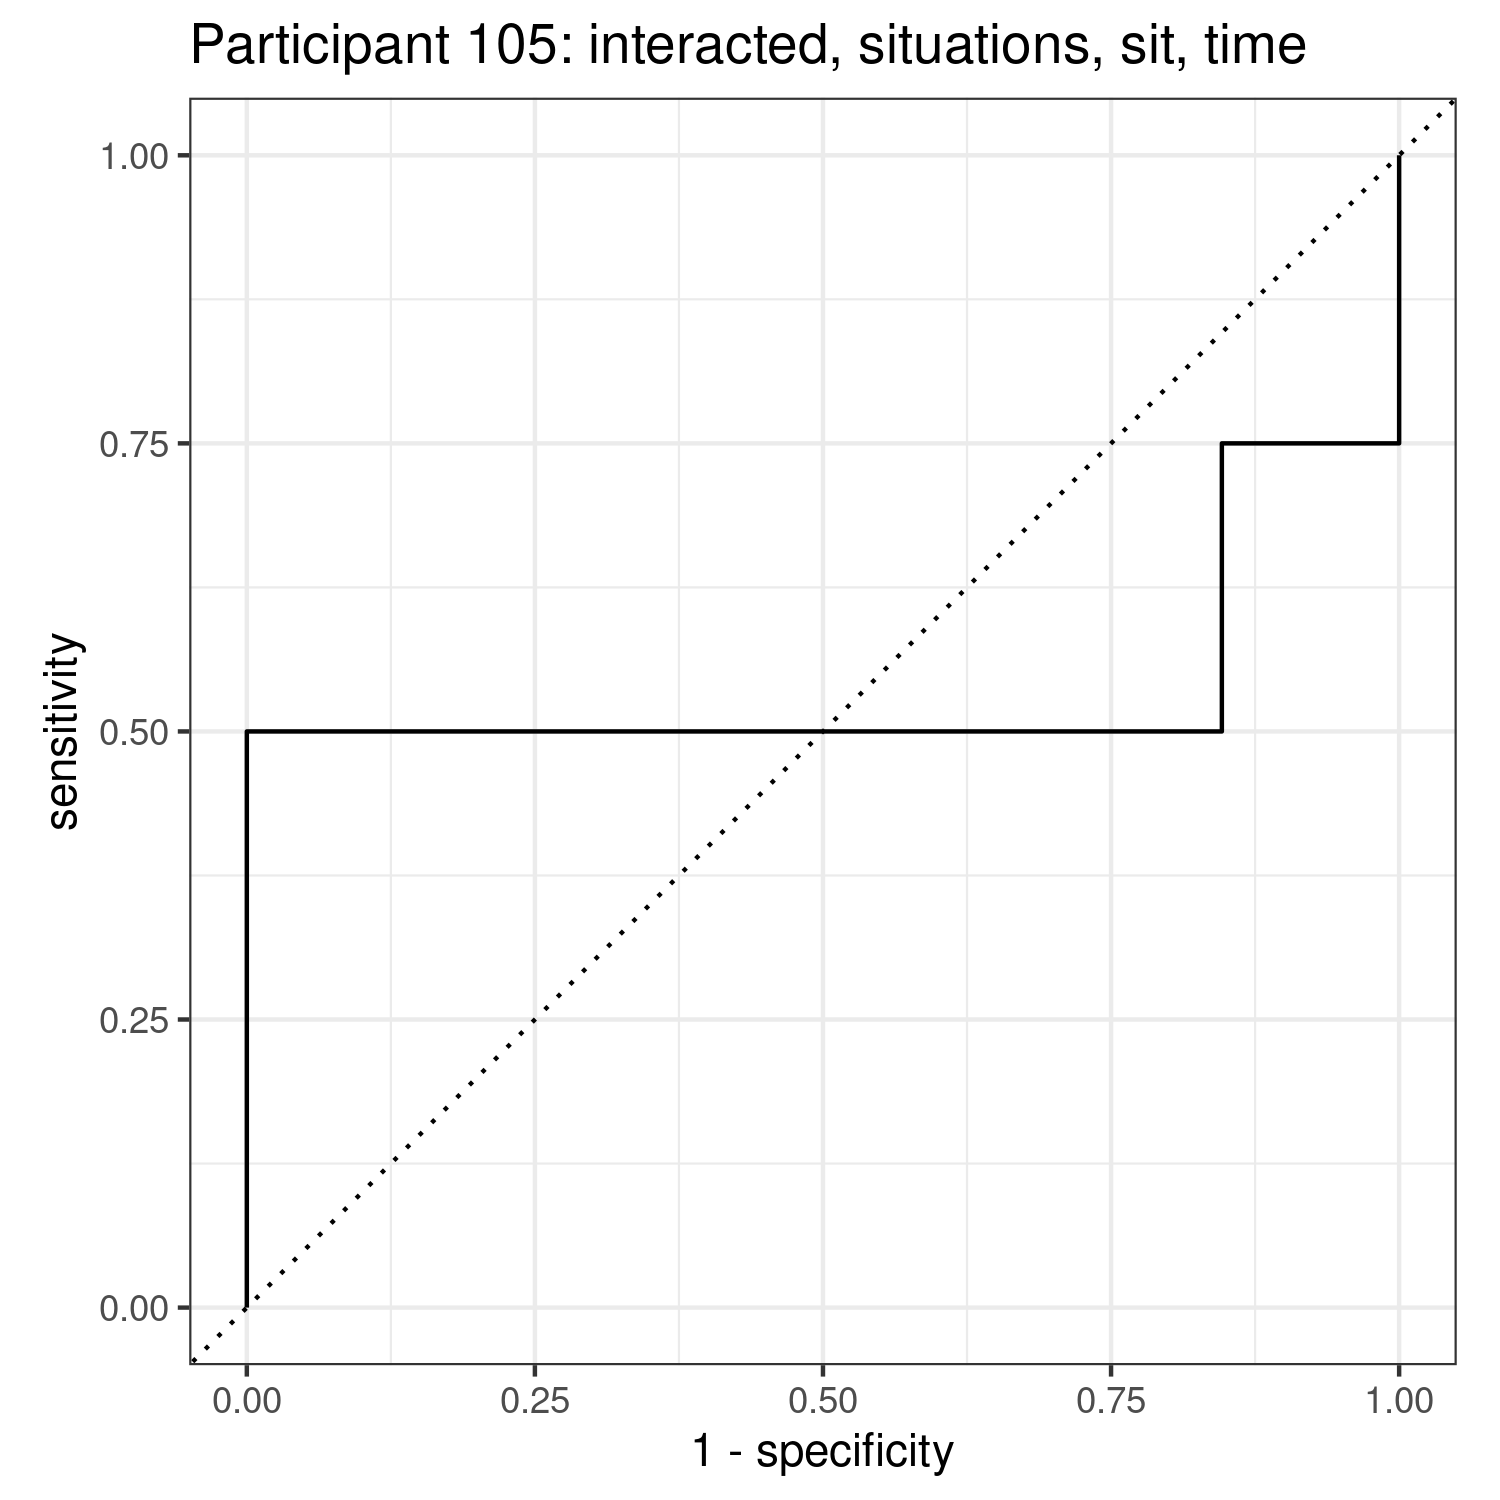 Participant 105: interacted, situations, sit, time
1.00
0.75
0.50
0.25
0.00
sensitivity
0.00 0.25 0.50 0.75 1.00
1 - specificity